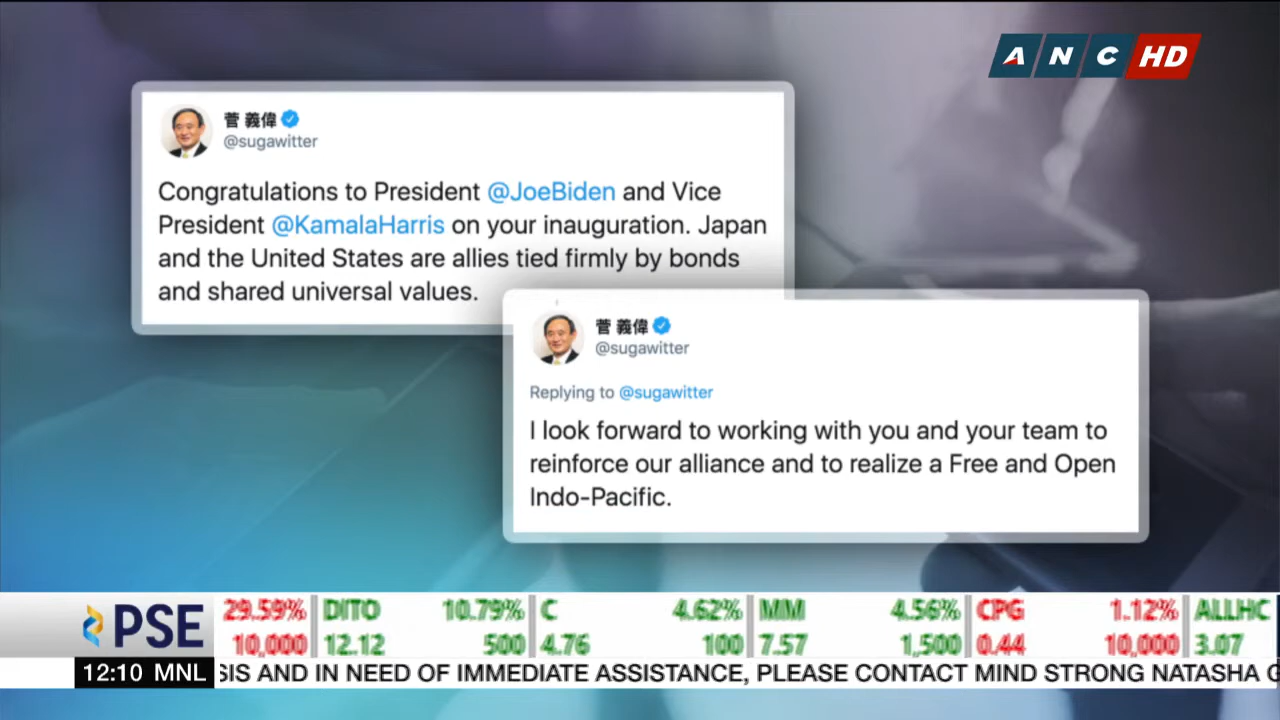 ANC HD
菅 義偉
@sugawitter
Congratulations to President @JoeBiden and Vice
President @KamalaHarris on your inauguration. Japan
and the United States are allies tied firmly by bonds
and shared universal values.
菅 義偉
@sugawitter
Replying to @sugawitter
I look forward to working with you and your team to
reinforce our alliance and to realize a Free and Open
Indo-Pacific.
PSE
29.59% DITO 10.79% C 4.62% MM 4.56% CPG 1.12% ALLHC
10,000 12.12 500 4.76 100 7.57 1,500 0.44 10,000 3.07
12:10 MNL
SIS AND IN NEED OF IMMEDIATE ASSISTANCE, PLEASE CONTACT MIND STRONG NATASHA G